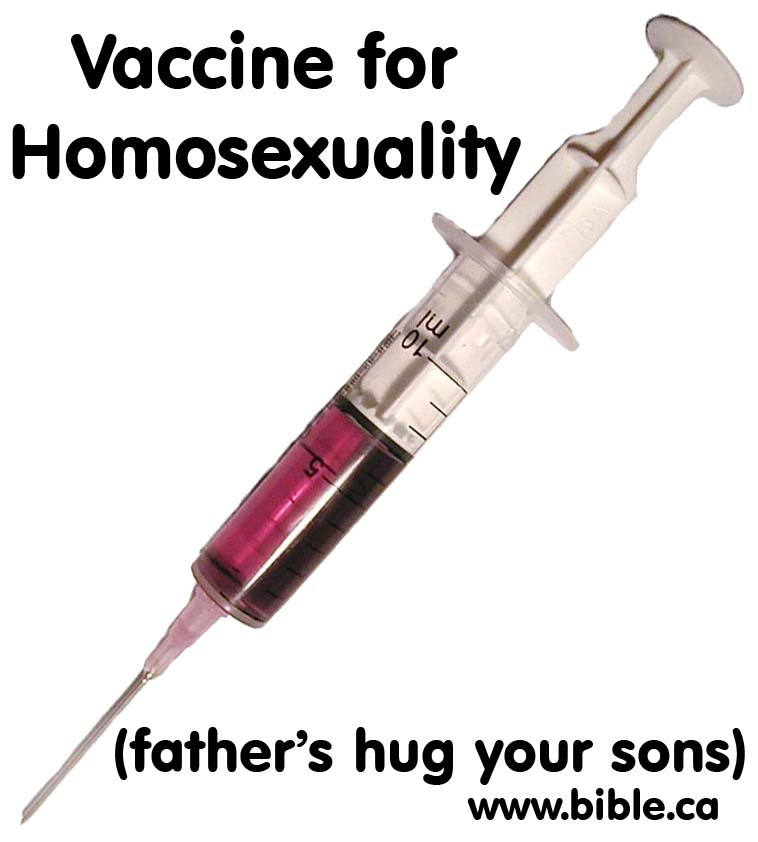 Vaccine for
Homosexuality
10
ml
5
(father's hug your sons)
www.bible.ca